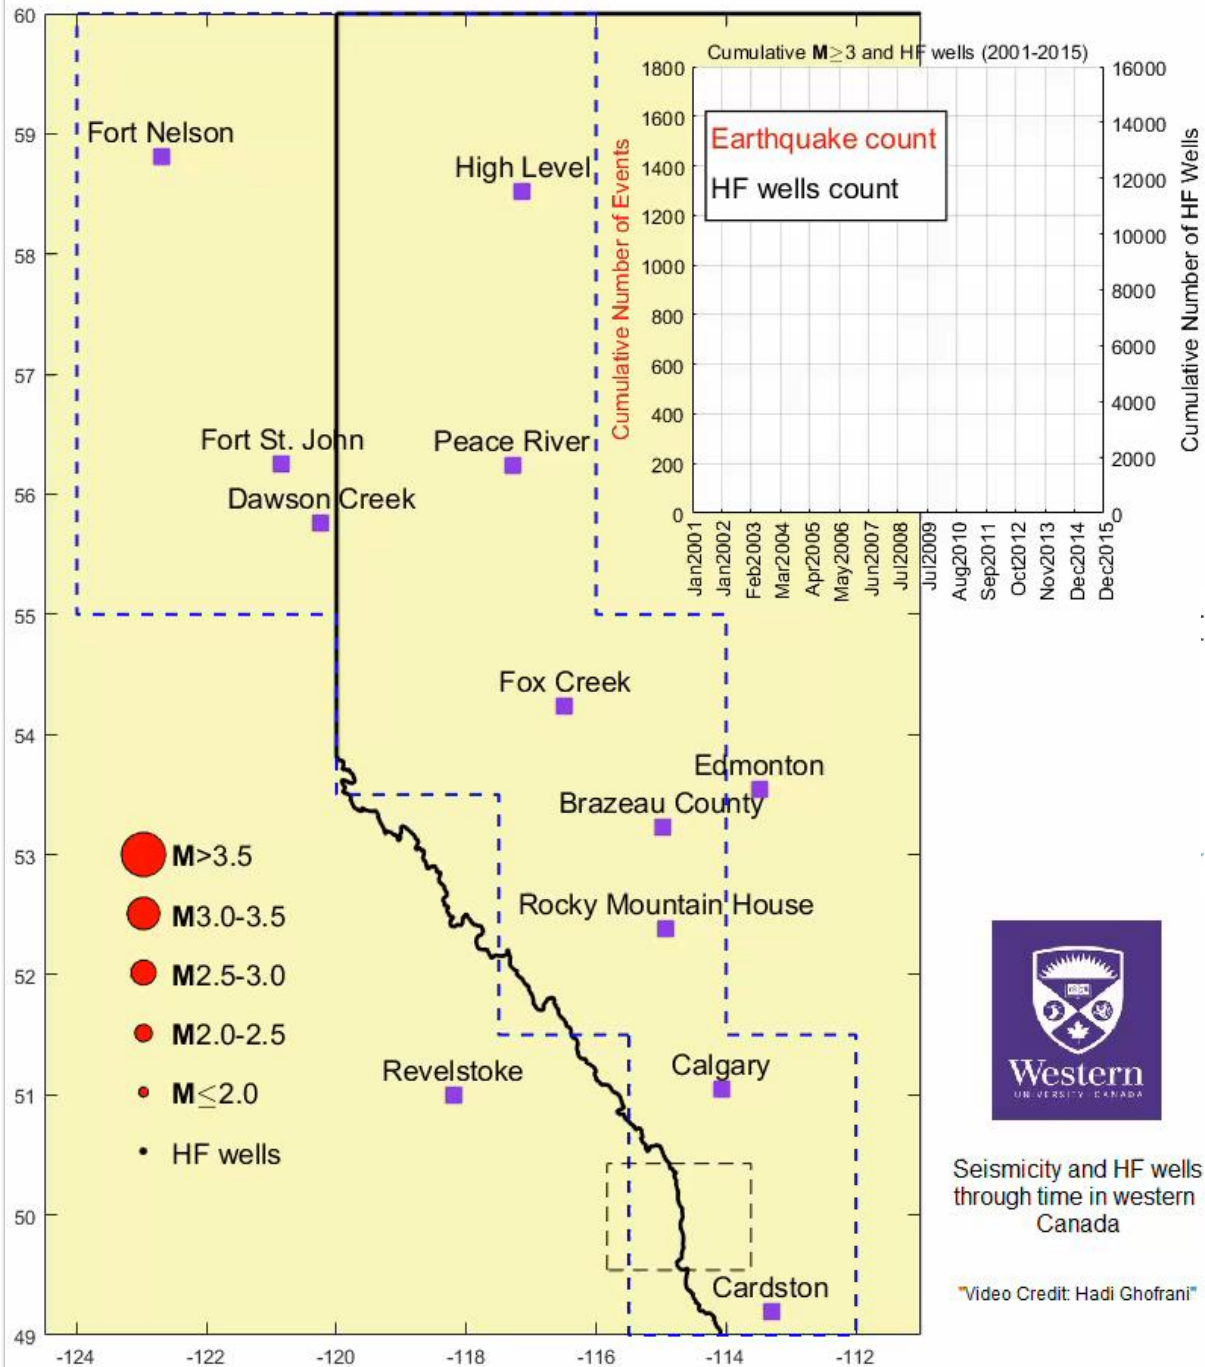 60
59
58
57
56
55
54
53
52
51
50
49
-124
-122
-120
-118
-116
-114
-112
Fort Nelson
High Level
Fort St. John
Peace River
Dawson Creek
Fox Creek
Edmonton
Brazeau County
Rocky Mountain House
Revelstoke
Calgary
Cardston
M>3.5
M3.0-3.5
M2.5-3.0
M2.0-2.5
M≤2.0
HF wells
Cumulative M≥3 and HF wells (2001-2015)
Cumulative Number of Events
1800
1600
1400
1200
1000
800
600
400
200
0
Earthquake count
HF wells count
16000
14000
12000
10000
8000
6000
4000
2000
0
Cumulative Number of HF Wells
Jan2001
Jan2002
Feb2003
Mar2004
Apr2005
May2006
Jun2007
Jul2008
Jul2009
Aug2010
Sep2011
Oct2012
Nov2013
Dec2014
Dec2015
Western
UNIVERSITY · CANADA
Seismicity and HF wells
through time in western
Canada
"Video Credit: Hadi Ghofrani"